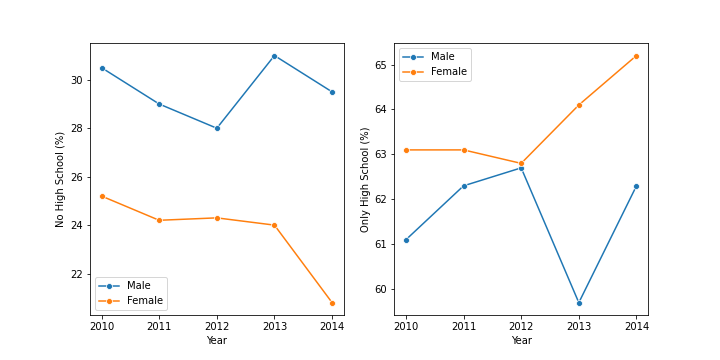 No High School (%)
30
28
26
24
22
Male
Female
2010 2011 2012 2013 2014
Year
Only High School (%)
65
64
63
62
61
60
Male
Female
2010 2011 2012 2013 2014
Year